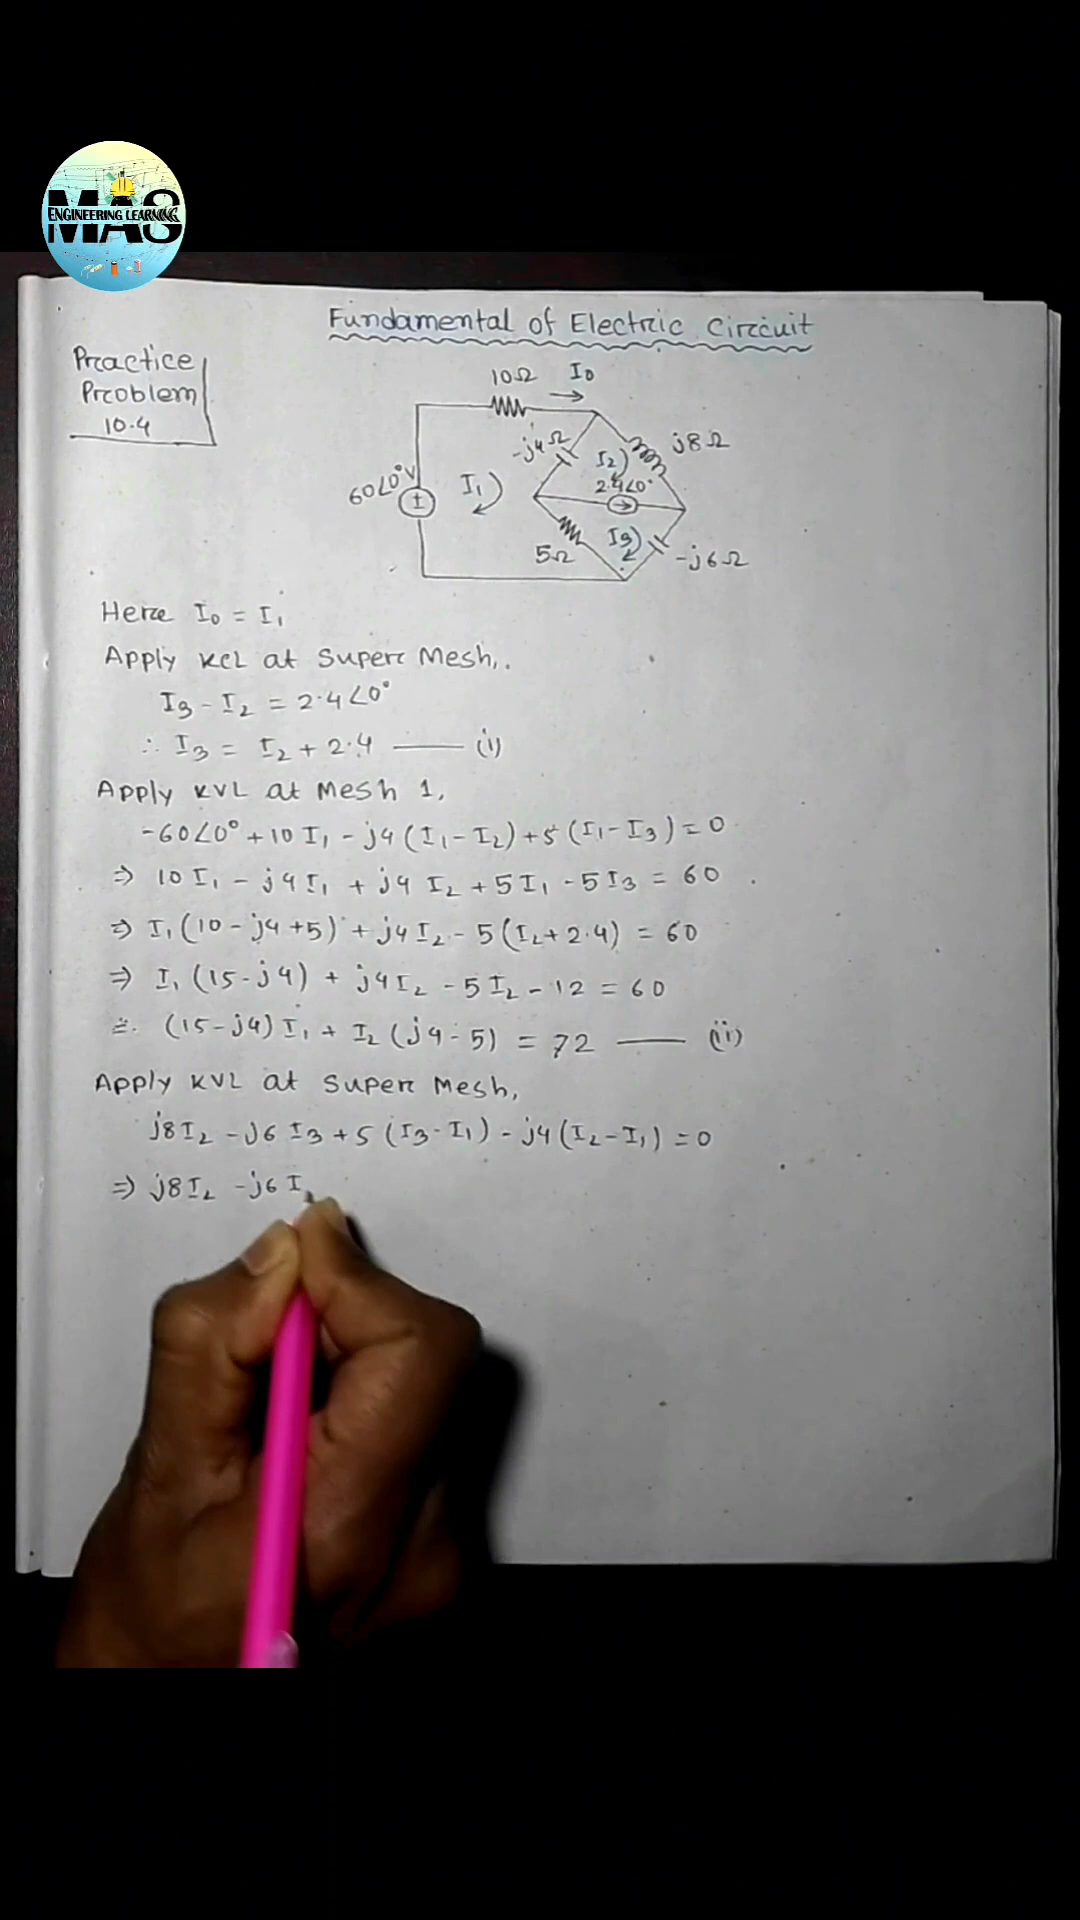 MAS
ENGINEERING LEARNING
Fundamental of Electric Circuit
Practice
Problem
10.4
10Ω
I₀
-j4Ω
j8Ω
I₂
2.4∠0°
60∠0°V
I₁
I₃
5Ω
-j6Ω
Here I₀ = I₁
Apply KCL at Super Mesh,.
I₃ - I₂ = 2.4∠0°
∴ I₃ = I₂ + 2.4 —— (i)
Apply KVL at Mesh 1,
-60∠0° + 10 I₁ - j4 (I₁ - I₂) + 5 (I₁ - I₃) = 0
⇒ 10 I₁ - j4 I₁ + j4 I₂ + 5 I₁ - 5 I₃ = 60
⇒ I₁ (10 - j4 + 5) + j4 I₂ - 5 (I₂ + 2.4) = 60
⇒ I₁ (15 - j4) + j4 I₂ - 5 I₂ - 12 = 60
∴ (15 - j4) I₁ + I₂ (j4 - 5) = 72 —— (ii)
Apply KVL at Super Mesh,
j8 I₂ - j6 I₃ + 5 (I₃ - I₁) - j4 (I₂ - I₁) = 0
⇒ j8 I₂ - j6 I